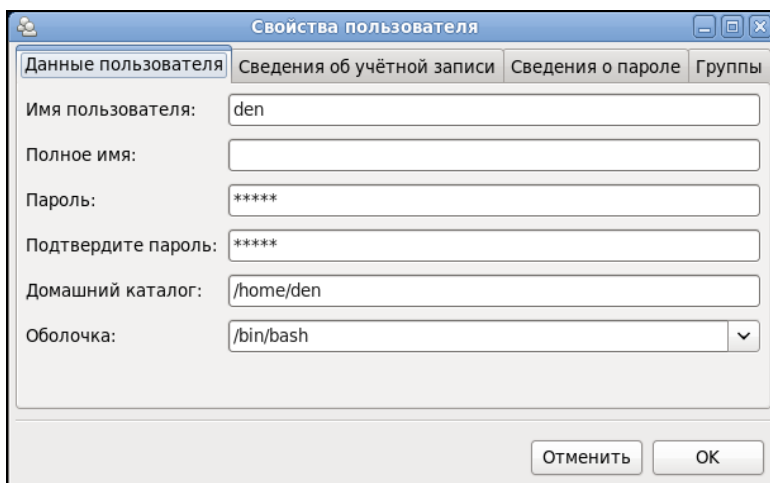 Свойства пользователя
Данные пользователя Сведения об учётной записи Сведения о пароле Группы
Имя пользователя: den
Полное имя:
Пароль: *****
Подтвердите пароль: *****
Домашний каталог: /home/den
Оболочка: /bin/bash
Отменить OK